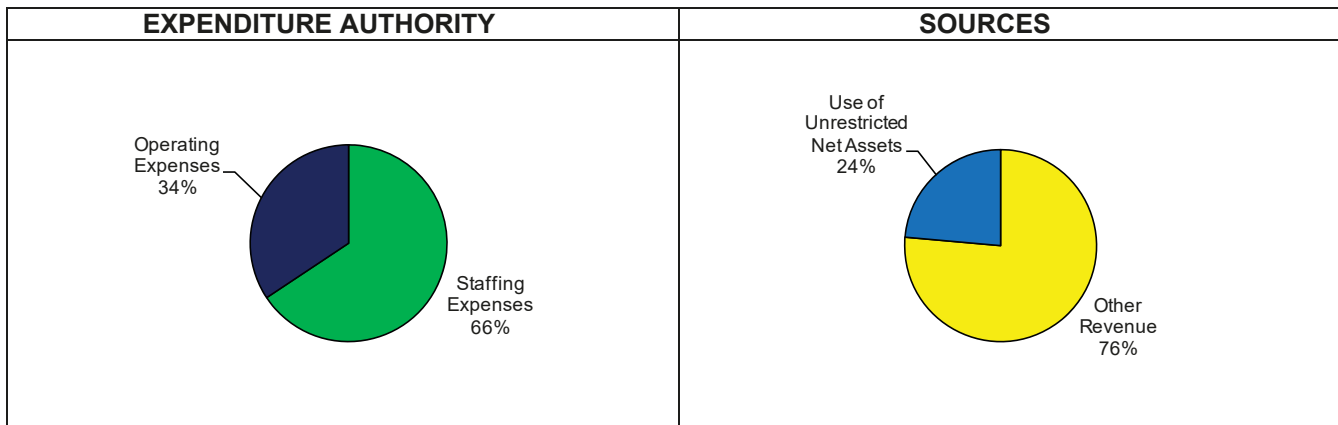 EXPENDITURE AUTHORITY
SOURCES
Operating
Expenses
34%
Staffing
Expenses
66%
Use of
Unrestricted
Net Assets
24%
Other
Revenue
76%